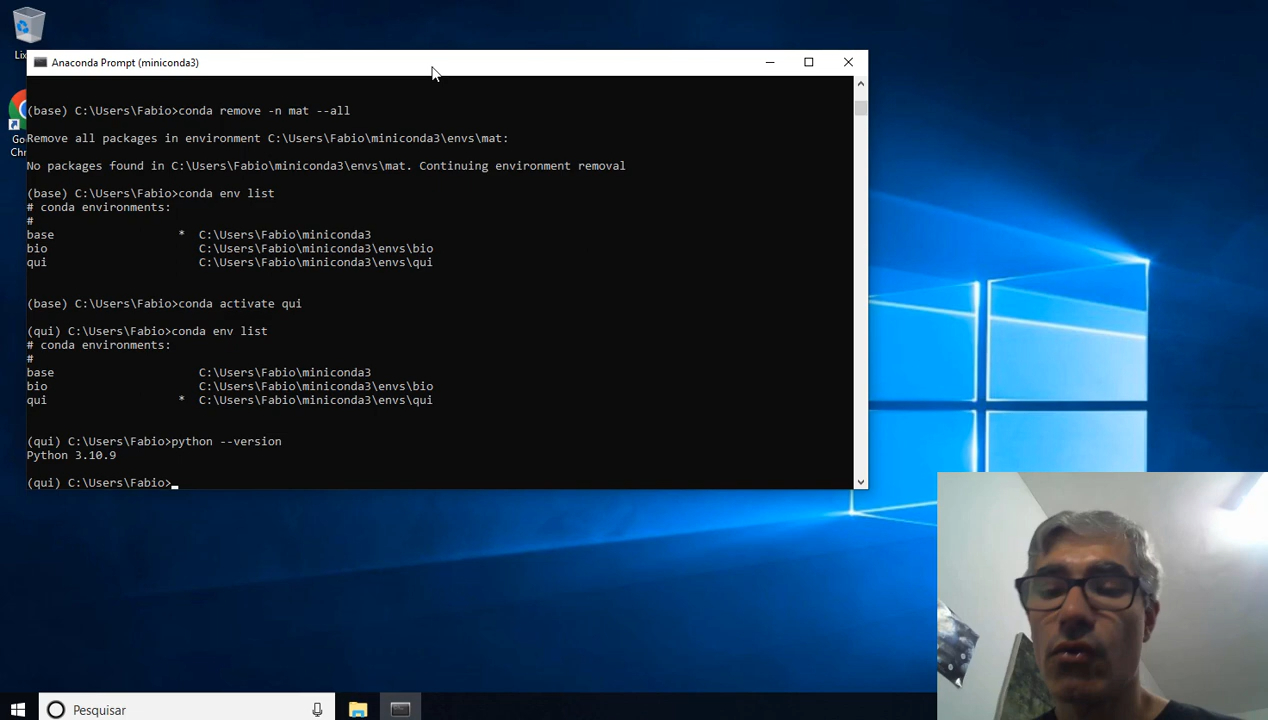 Anaconda Prompt (miniconda3)
(base) C:\Users\Fabio>conda remove -n mat --all
Remove all packages in environment C:\Users\Fabio\miniconda3\envs\mat:
No packages found in C:\Users\Fabio\miniconda3\envs\mat. Continuing environment removal
(base) C:\Users\Fabio>conda env list
# conda environments:
#
base * C:\Users\Fabio\miniconda3
bio C:\Users\Fabio\miniconda3\envs\bio
qui C:\Users\Fabio\miniconda3\envs\qui
(base) C:\Users\Fabio>conda activate qui
(qui) C:\Users\Fabio>conda env list
# conda environments:
#
base C:\Users\Fabio\miniconda3
bio C:\Users\Fabio\miniconda3\envs\bio
qui * C:\Users\Fabio\miniconda3\envs\qui
(qui) C:\Users\Fabio>python --version
Python 3.10.9
(qui) C:\Users\Fabio>
Pesquisar